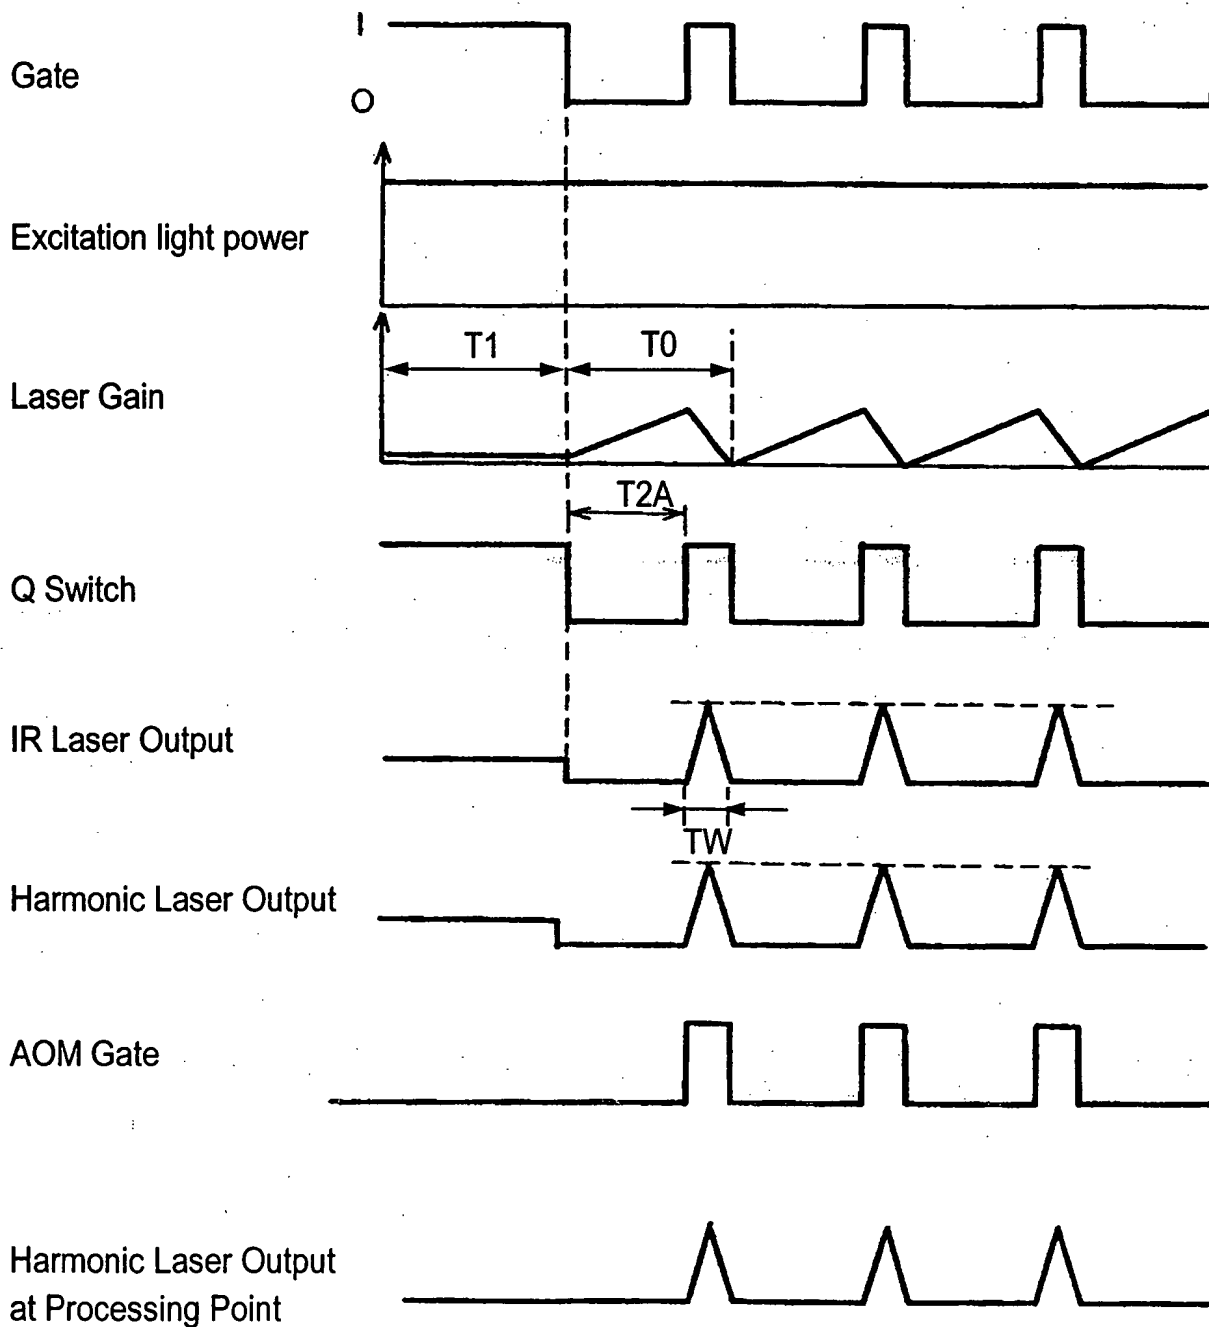 I
Gate
O
Excitation light power
T1
T0
Laser Gain
T2A
Q Switch
IR Laser Output
TW
Harmonic Laser Output
AOM Gate
Harmonic Laser Output
at Processing Point